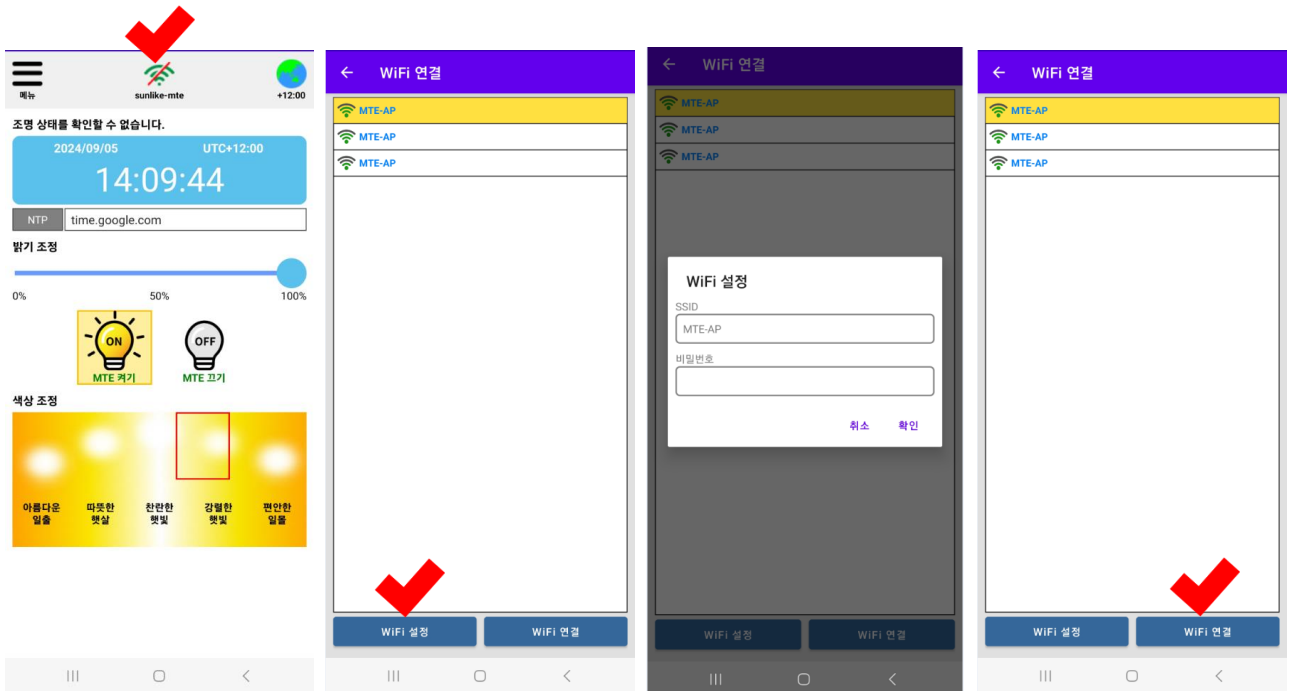 메뉴
sunlike-mte
+12:00
조명 상태를 확인할 수 없습니다.
2024/09/05 UTC+12:00
14:09:44
NTP time.google.com
밝기 조정
0% 50% 100%
ON OFF
MTE 켜기 MTE 끄기
색상 조정
아름다운 일출
따뜻한 햇살
찬란한 햇빛
강렬한 햇빛
편안한 일몰
WiFi 연결
MTE-AP
MTE-AP
MTE-AP
WiFi 설정 WiFi 연결
WiFi 연결
MTE-AP
MTE-AP
MTE-AP
WiFi 설정
SSID
MTE-AP
비밀번호
취소 확인
WiFi 설정 WiFi 연결
WiFi 연결
MTE-AP
MTE-AP
MTE-AP
WiFi 설정 WiFi 연결